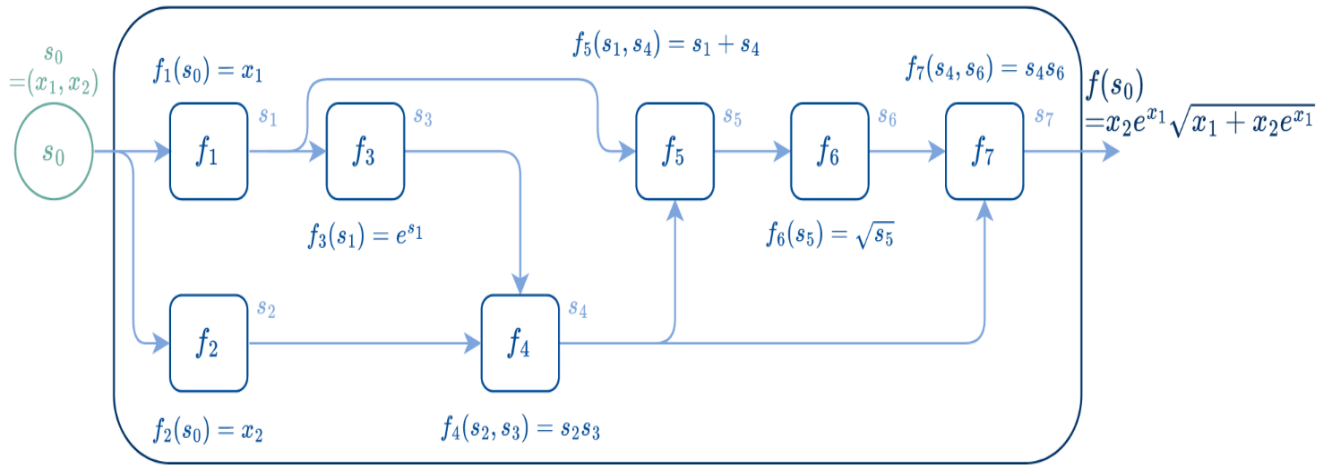 s₀
=(x₁, x₂)
s₀
f₁(s₀) = x₁
f₁
s₁
f₃
s₃
f₃(s₁) = e^{s₁}
f₂
s₂
f₂(s₀) = x₂
f₄
s₄
f₄(s₂, s₃) = s₂s₃
f₅(s₁, s₄) = s₁ + s₄
f₅
s₅
f₆
s₆
f₆(s₅) = √s₅
f₇(s₄, s₆) = s₄s₆
f₇
s₇
f(s₀)
=x₂e^{x₁}√(x₁ + x₂e^{x₁})